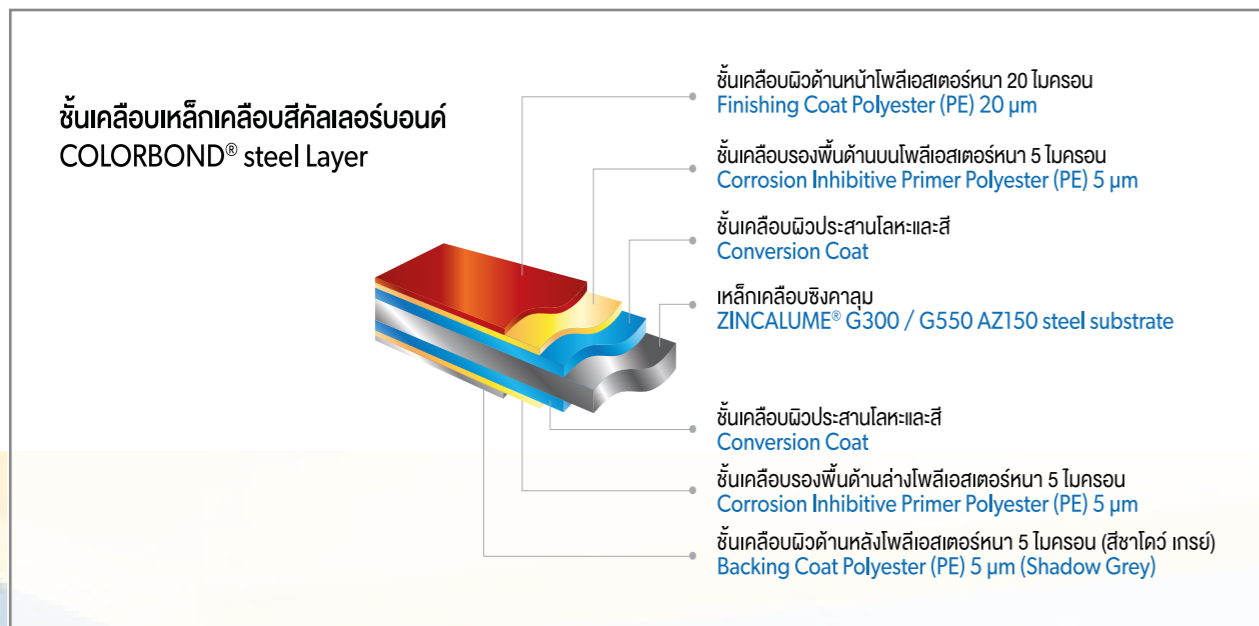 ชั้นเคลือบเหล็กเคลือบสีคัลเลอร์บอนด์
COLORBOND® steel Layer
ชั้นเคลือบผิวด้านหน้าโพลีเอสเตอร์หนา 20 ไมครอน
Finishing Coat Polyester (PE) 20 µm
ชั้นเคลือบรองพื้นด้านบนโพลีเอสเตอร์หนา 5 ไมครอน
Corrosion Inhibitive Primer Polyester (PE) 5 µm
ชั้นเคลือบผิวประสานโลหะและสี
Conversion Coat
เหล็กเคลือบซิงคาลุม
ZINCALUME® G300 / G550 AZ150 steel substrate
ชั้นเคลือบผิวประสานโลหะและสี
Conversion Coat
ชั้นเคลือบรองพื้นด้านล่างโพลีเอสเตอร์หนา 5 ไมครอน
Corrosion Inhibitive Primer Polyester (PE) 5 µm
ชั้นเคลือบผิวด้านหลังโพลีเอสเตอร์หนา 5 ไมครอน (สีชาโดว์ เกรย์)
Backing Coat Polyester (PE) 5 µm (Shadow Grey)